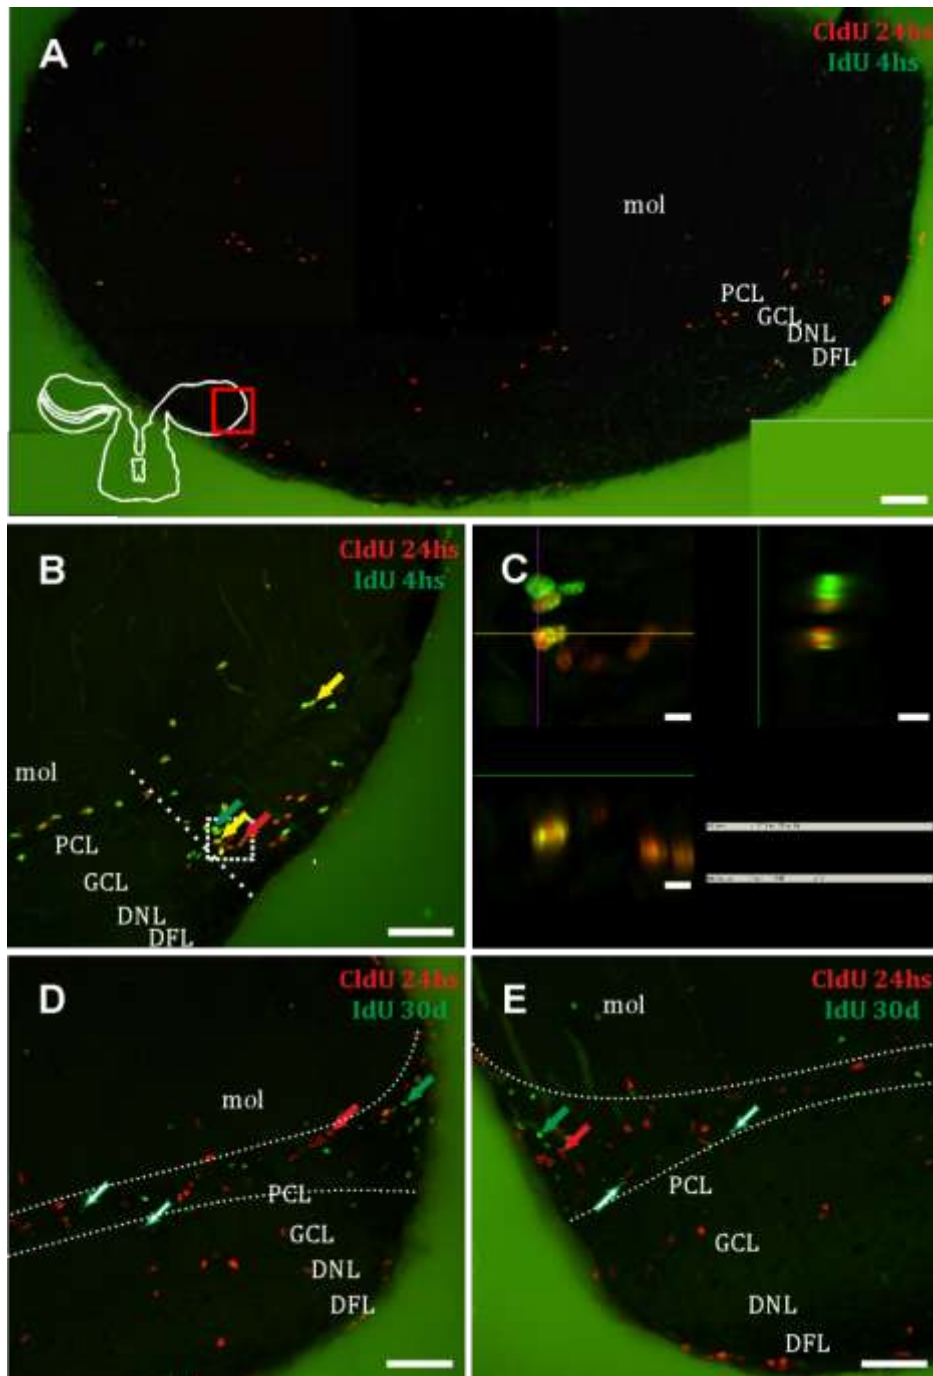 A
CldU 24hs
IdU 4hs
mol
PCL
GCL
DNL
DFL
B
CldU 24hs
IdU 4hs
mol
PCL
GCL
DNL
DFL
C
D
CldU 24hs
IdU 30d
mol
PCL
GCL
DNL
DFL
E
CldU 24hs
IdU 30d
mol
PCL
GCL
DNL
DFL